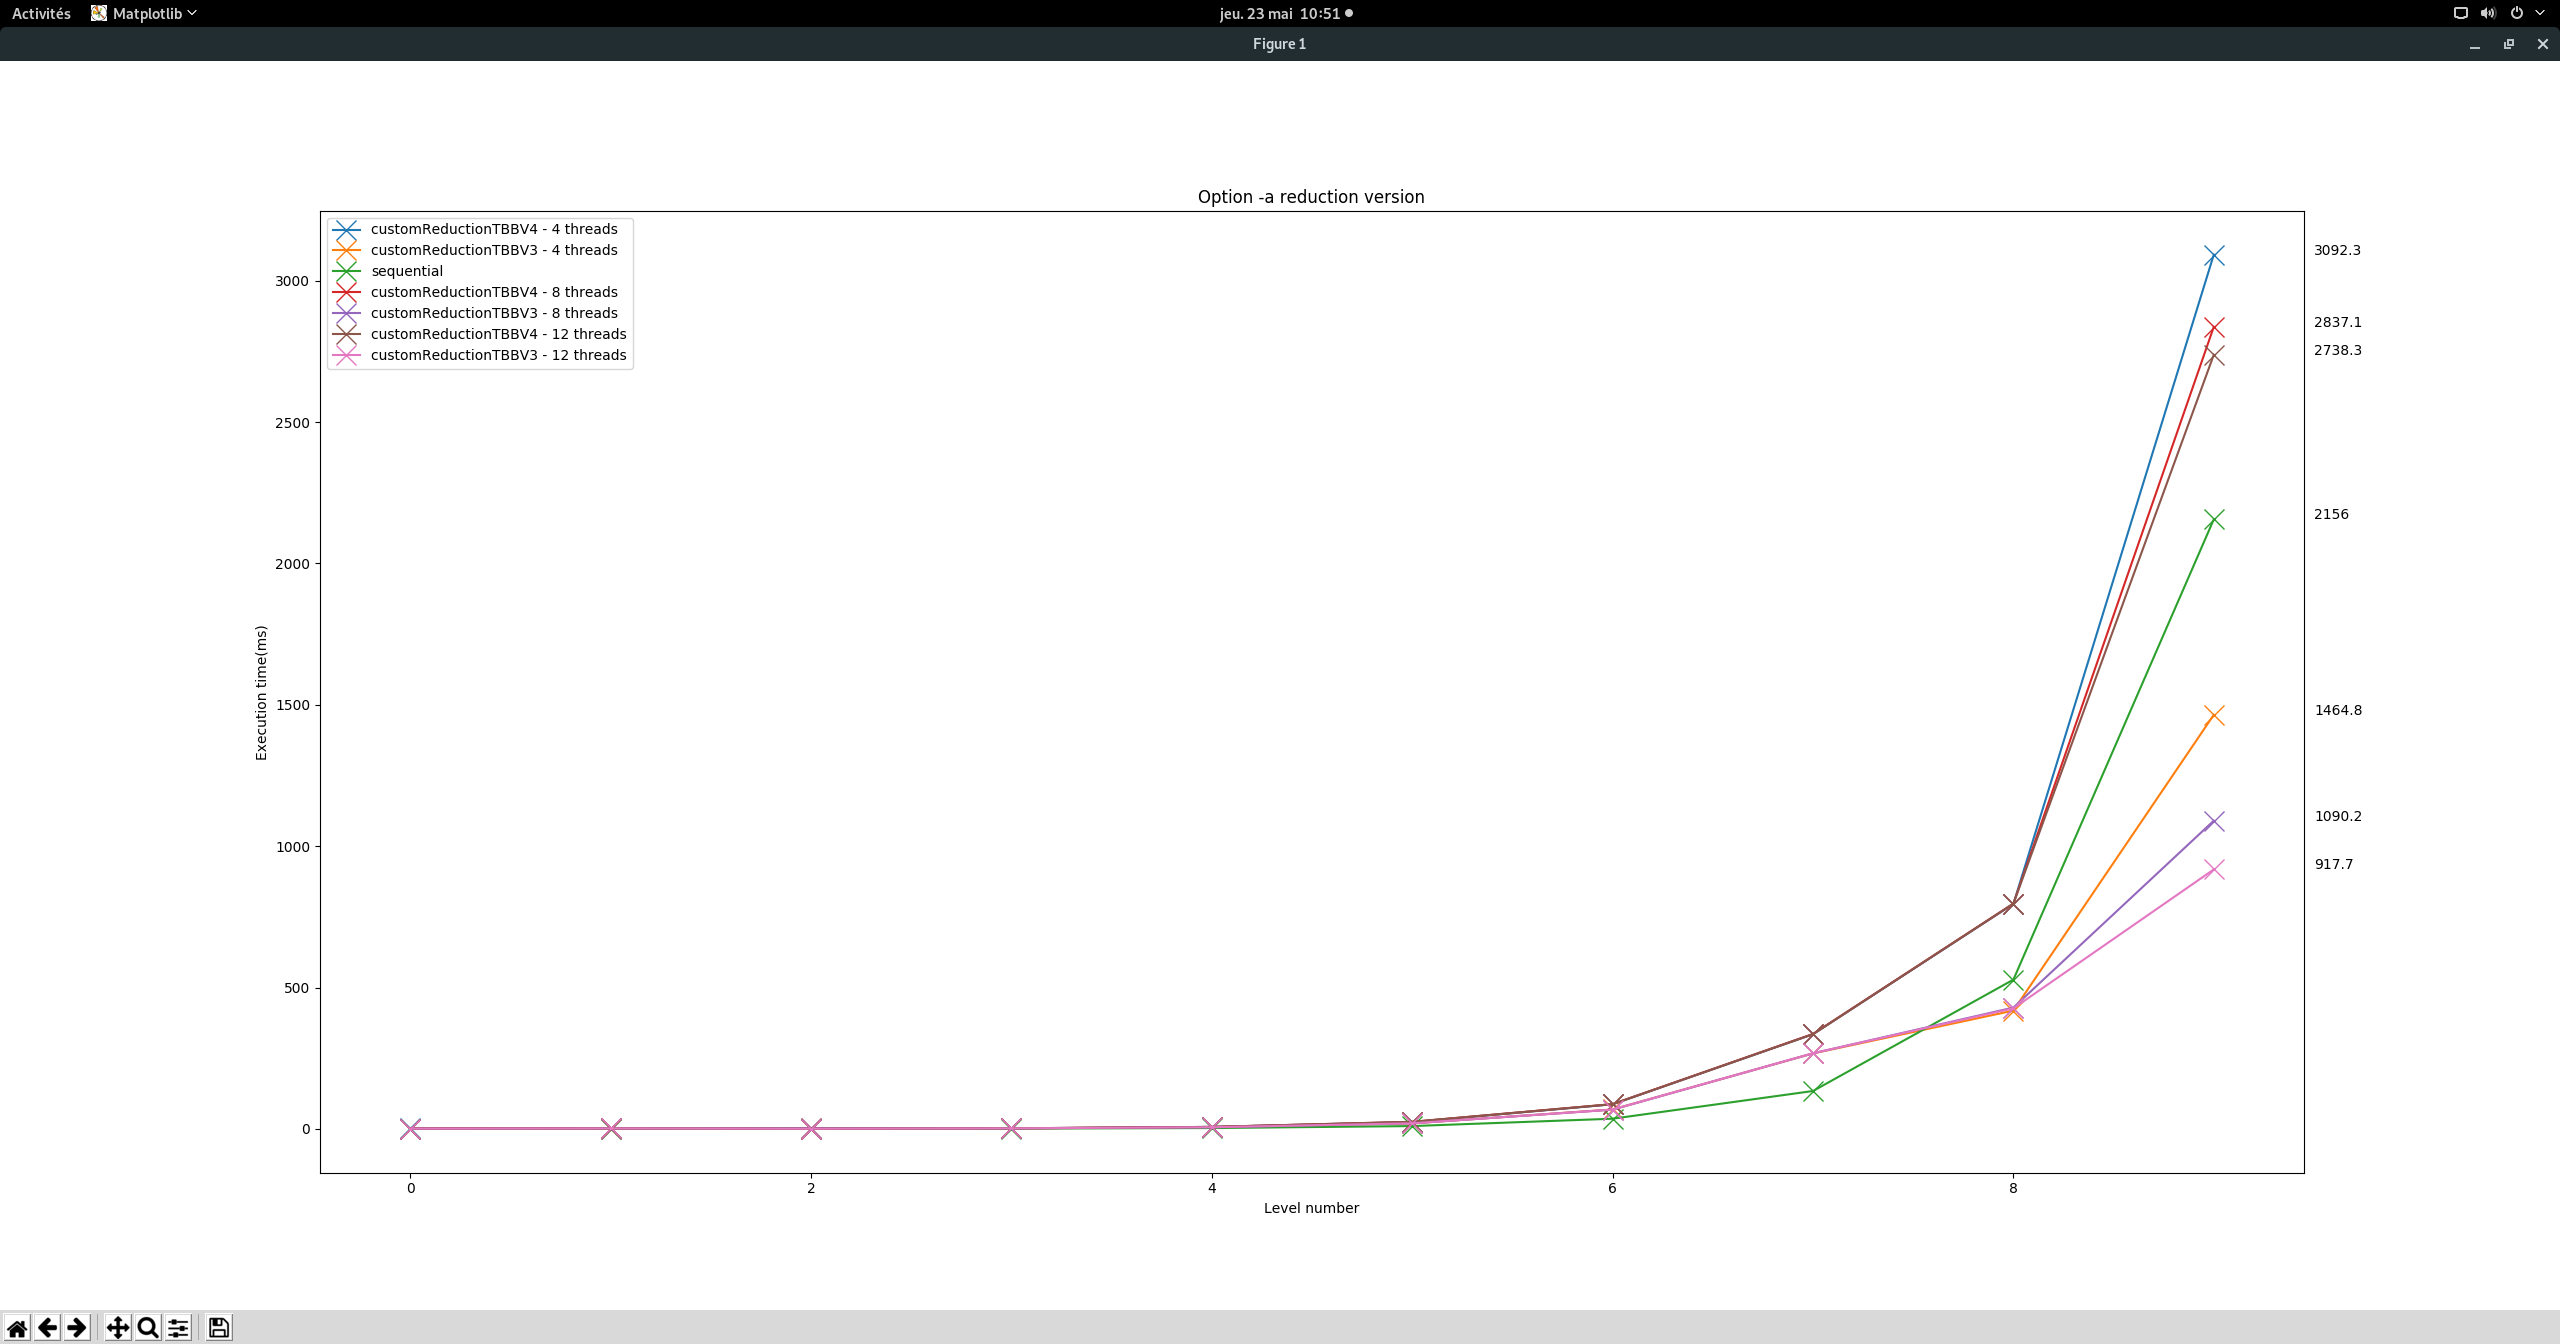 Activités
Matplotlib
jeu. 23 mai 10:51
Figure 1
Option -a reduction version
customReductionTBBV4 - 4 threads
customReductionTBBV3 - 4 threads
sequential
customReductionTBBV4 - 8 threads
customReductionTBBV3 - 8 threads
customReductionTBBV4 - 12 threads
customReductionTBBV3 - 12 threads
3000
2500
2000
1500
1000
500
0
Execution time(ms)
3092.3
2837.1
2738.3
2156
1464.8
1090.2
917.7
0
2
4
6
8
Level number